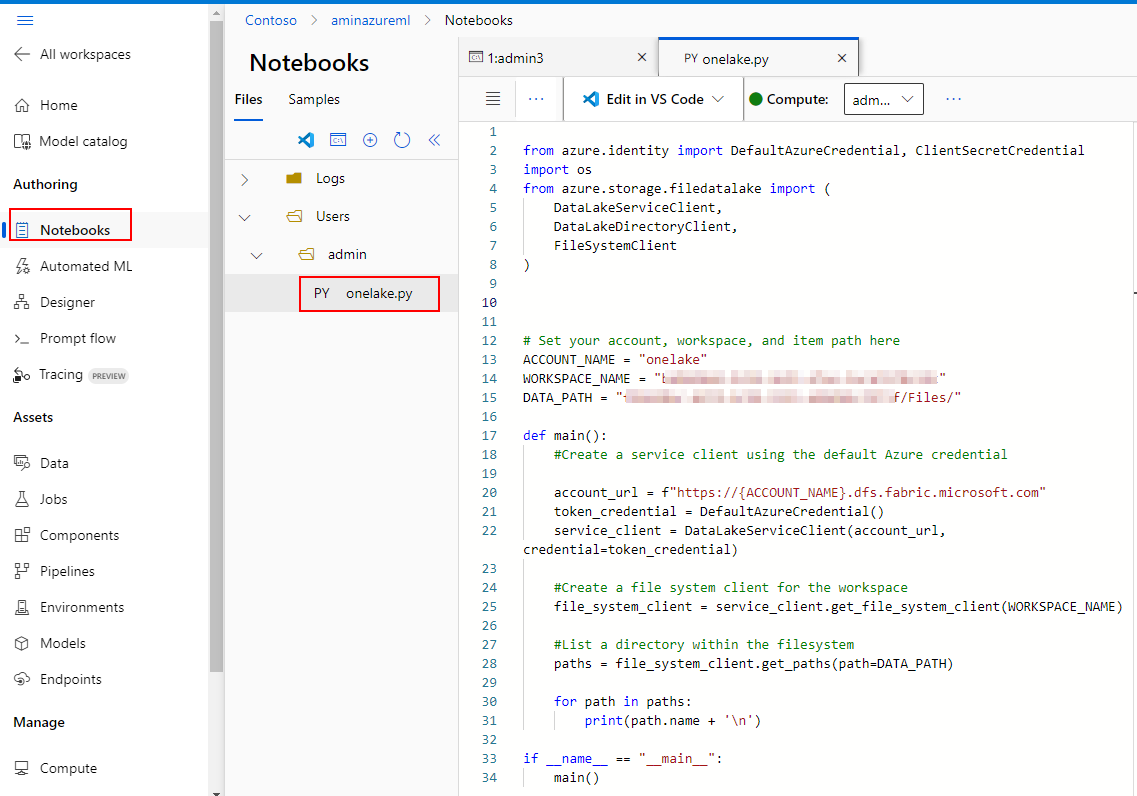 All workspaces
Home
Model catalog
Authoring
Notebooks
Automated ML
Designer
Prompt flow
Tracing PREVIEW
Assets
Data
Jobs
Components
Pipelines
Environments
Models
Endpoints
Manage
Compute
Contoso > aminazureml > Notebooks
Notebooks
Files Samples
Logs
Users
admin
PY onelake.py
1:admin3
PY onelake.py
Edit in VS Code
Compute:
adm...
1
2 from azure.identity import DefaultAzureCredential, ClientSecretCredential
3 import os
4 from azure.storage.filedatalake import (
5 DataLakeServiceClient,
6 DataLakeDirectoryClient,
7 FileSystemClient
8 )
9
10
11
12 # Set your account, workspace, and item path here
13 ACCOUNT_NAME = "onelake"
14 WORKSPACE_NAME = " "
15 DATA_PATH = " f/Files/"
16
17 def main():
18 #Create a service client using the default Azure credential
19
20 account_url = f"https://{ACCOUNT_NAME}.dfs.fabric.microsoft.com"
21 token_credential = DefaultAzureCredential()
22 service_client = DataLakeServiceClient(account_url,
credential=token_credential)
23
24 #Create a file system client for the workspace
25 file_system_client = service_client.get_file_system_client(WORKSPACE_NAME)
26
27 #List a directory within the filesystem
28 paths = file_system_client.get_paths(path=DATA_PATH)
29
30 for path in paths:
31 print(path.name + '\n')
32
33 if __name__ == "__main__":
34 main()